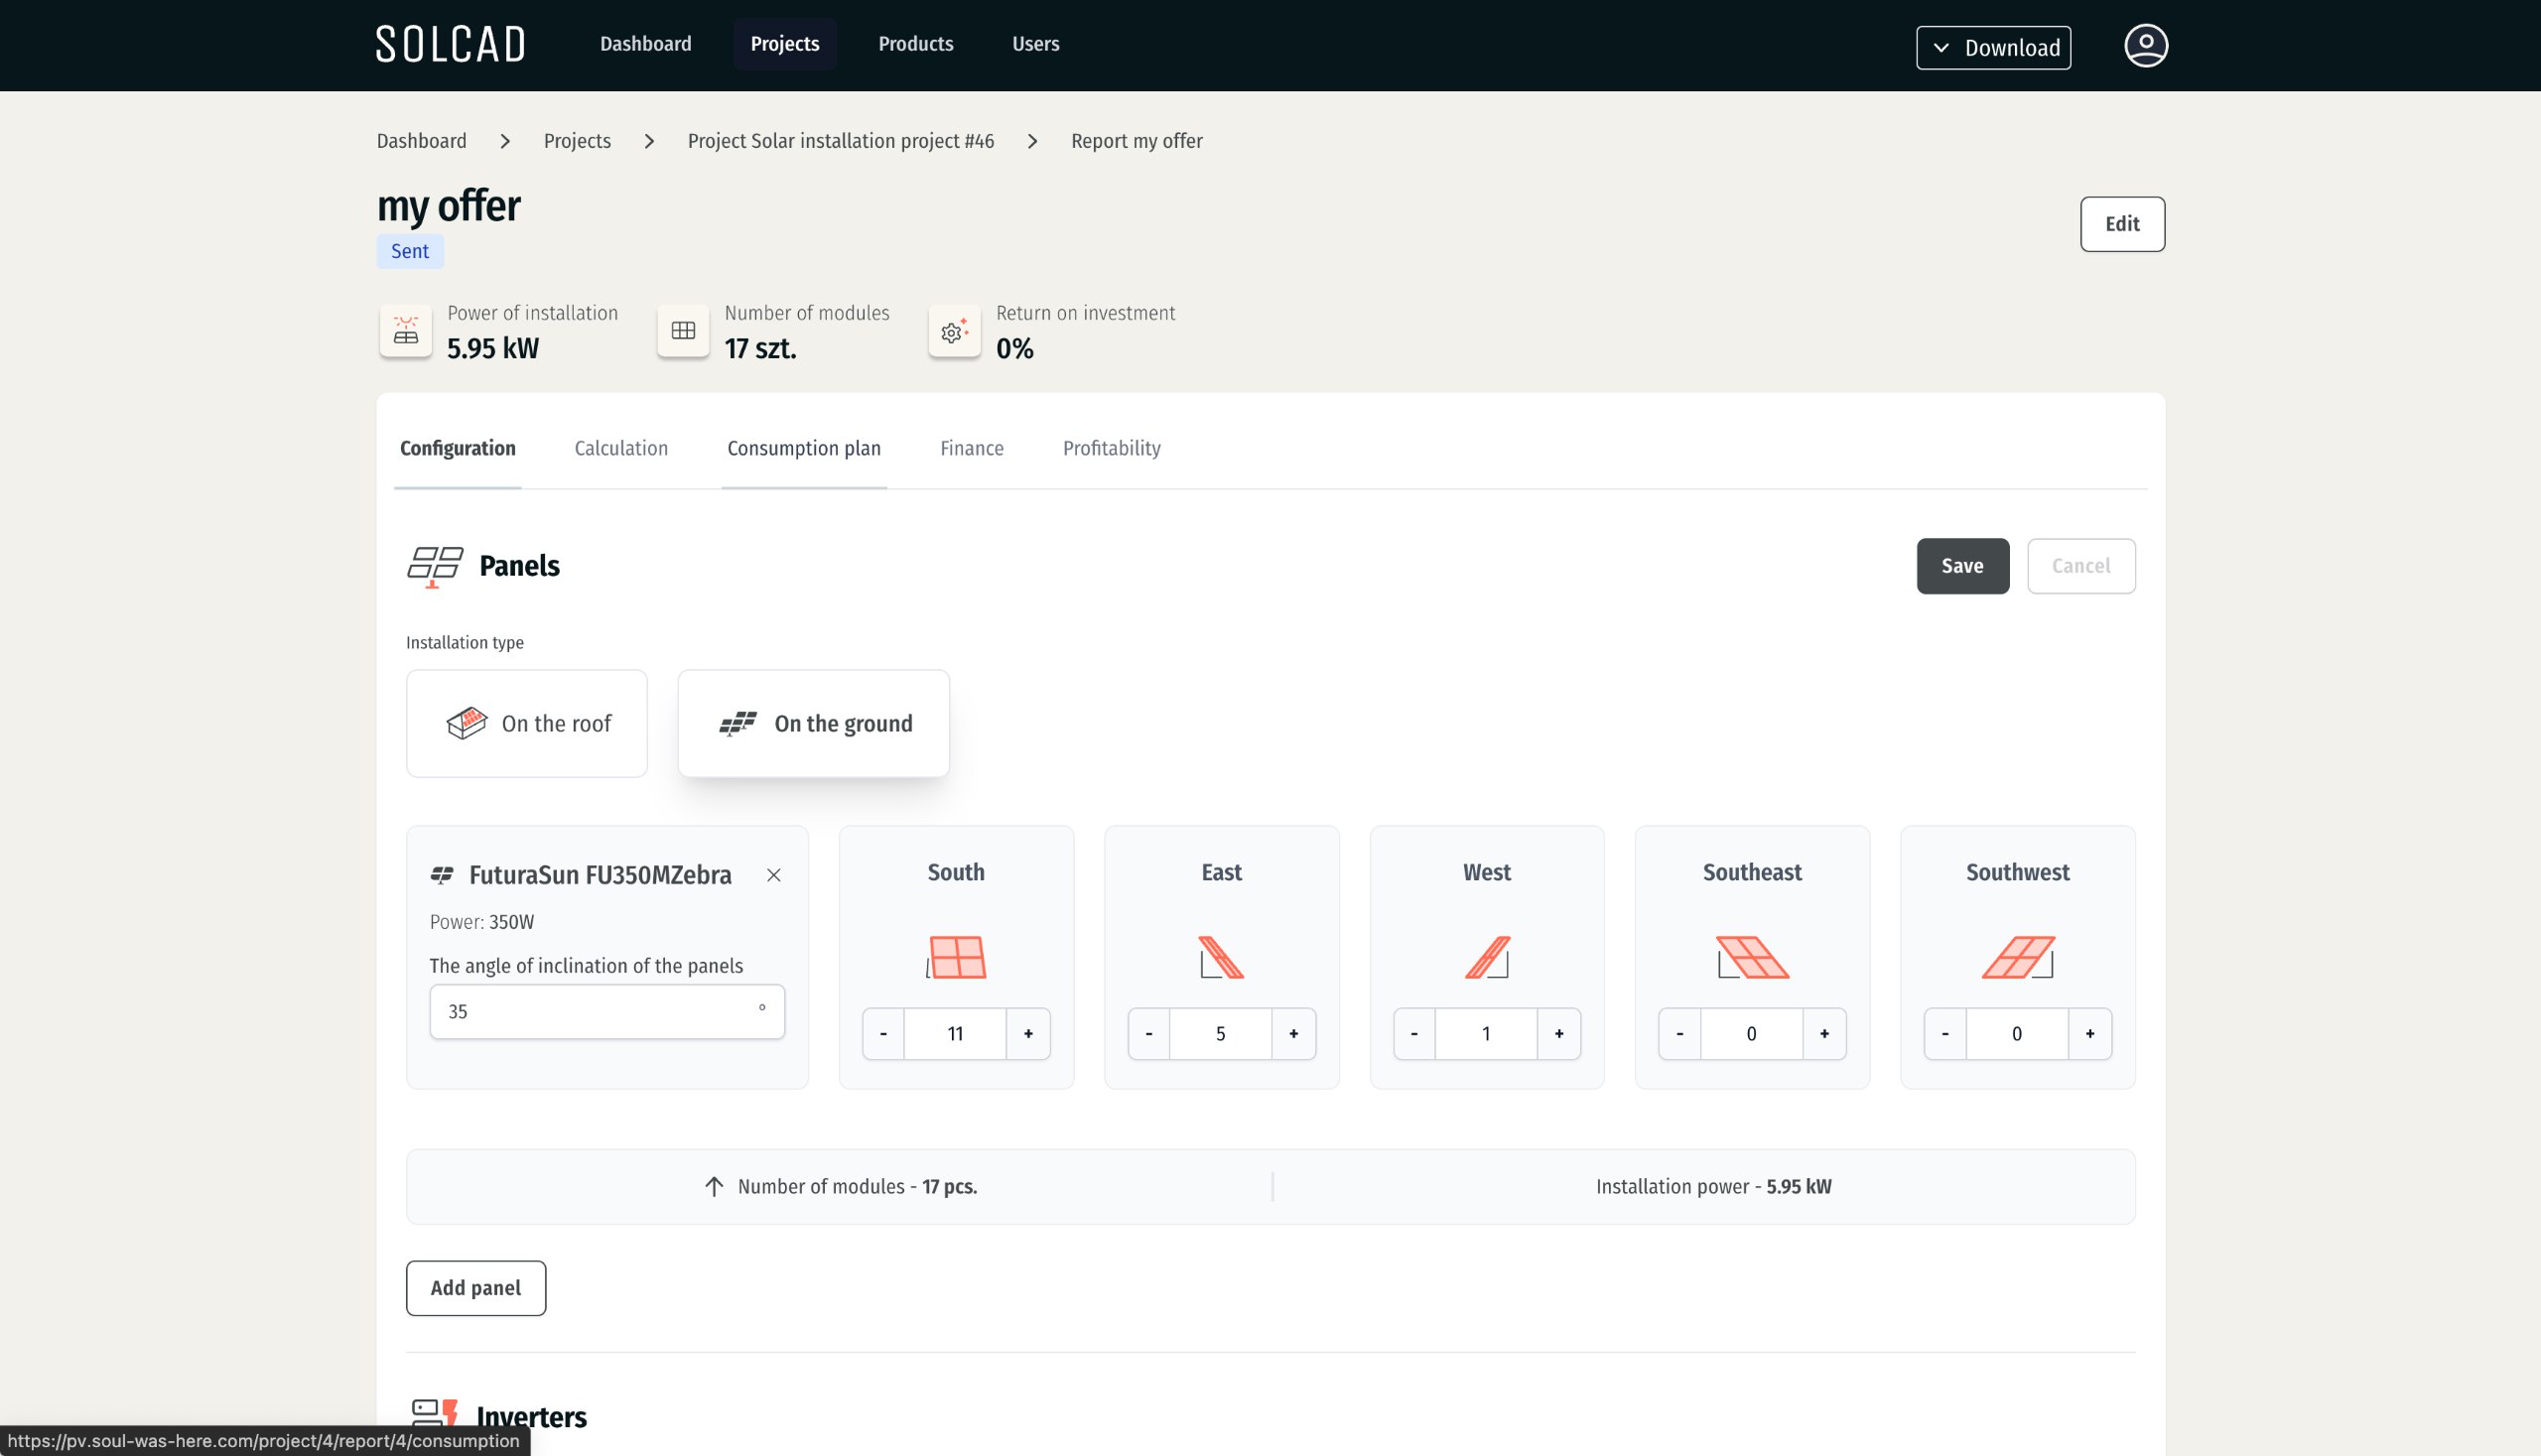 SOLCAD Dashboard Projects Products Users Download
Dashboard > Projects > Project Solar installation project #46 > Report my offer
my offer
Edit
Sent
Power of installation
5.95 kW
Number of modules
17 szt.
Return on investment
0%
Configuration Calculation Consumption plan Finance Profitability
Panels
Save Cancel
Installation type
On the roof On the ground
FuturaSun FU350MZebra
Power: 350W
The angle of inclination of the panels
35 °
South
- 11 +
East
- 5 +
West
- 1 +
Southeast
- 0 +
Southwest
- 0 +
Number of modules - 17 pcs. Installation power - 5.95 kW
Add panel
Inverters
https://pv.soul-was-here.com/project/4/report/4/consumption